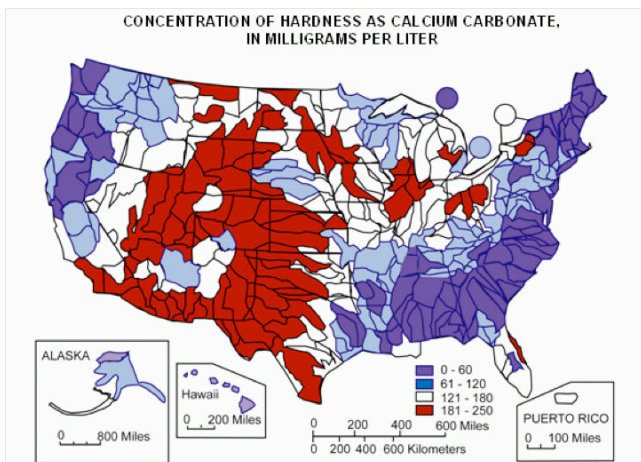 CONCENTRATION OF HARDNESS AS CALCIUM CARBONATE,
IN MILLIGRAMS PER LITER
ALASKA
0 800 Miles
Hawaii
0 200 Miles
0 - 60
61 - 120
121 - 180
181 - 250
0 200 400 600 Miles
0 200 400 600 Kilometers
PUERTO RICO
0 100 Miles